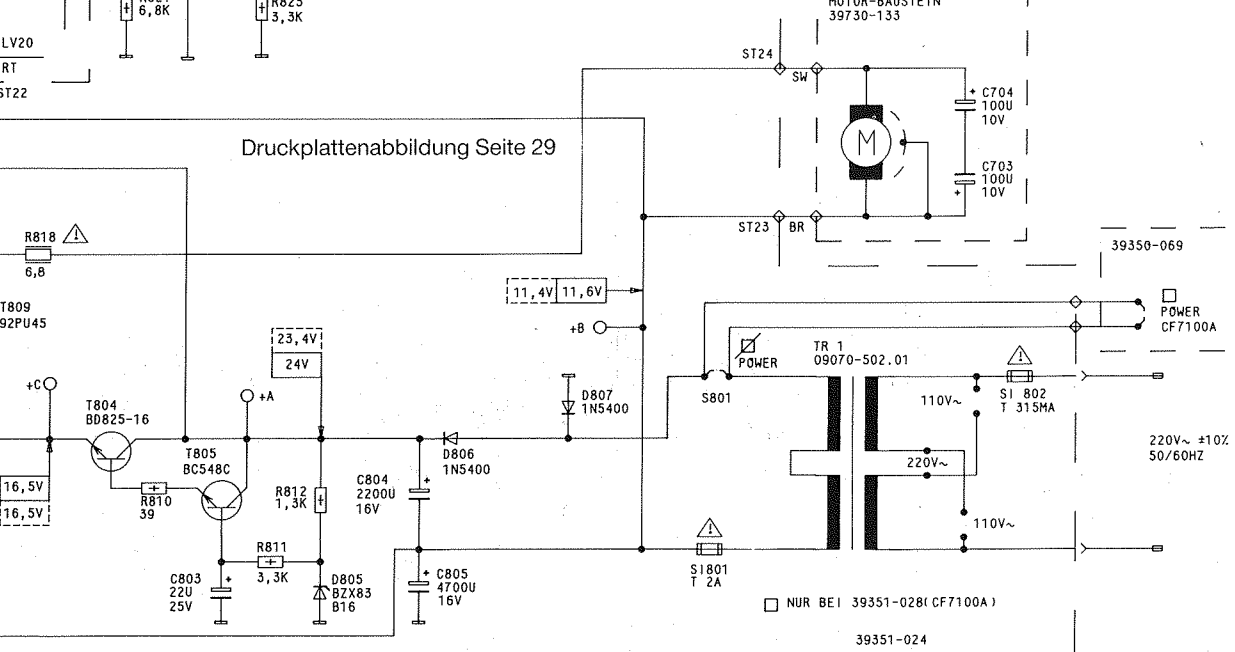 6,8K
R823
3,3K
MOTOR-BAUSTEIN
39730-133
LV20
RT
ST22
ST24
SW
C704
100U
10V
M
Druckplattenabbildung Seite 29
C703
100U
10V
ST23
BR
R818
6,8
39350-069
T809
92PU45
11,4V
11,6V
+B
POWER
CF7100A
23,4V
24V
POWER
TR 1
09070-502.01
+C
+A
D807
1N5400
S801
SI 802
T 315MA
110V~
T804
BD825-16
T805
BC548C
D806
1N5400
220V~ ±10%
50/60HZ
220V~
16,5V
16,5V
R810
39
R812
1,3K
C804
2200U
16V
110V~
R811
3,3K
SI801
T 2A
C803
22U
25V
D805
BZX83
B16
C805
4700U
16V
NUR BEI 39351-028(CF7100A)
39351-024